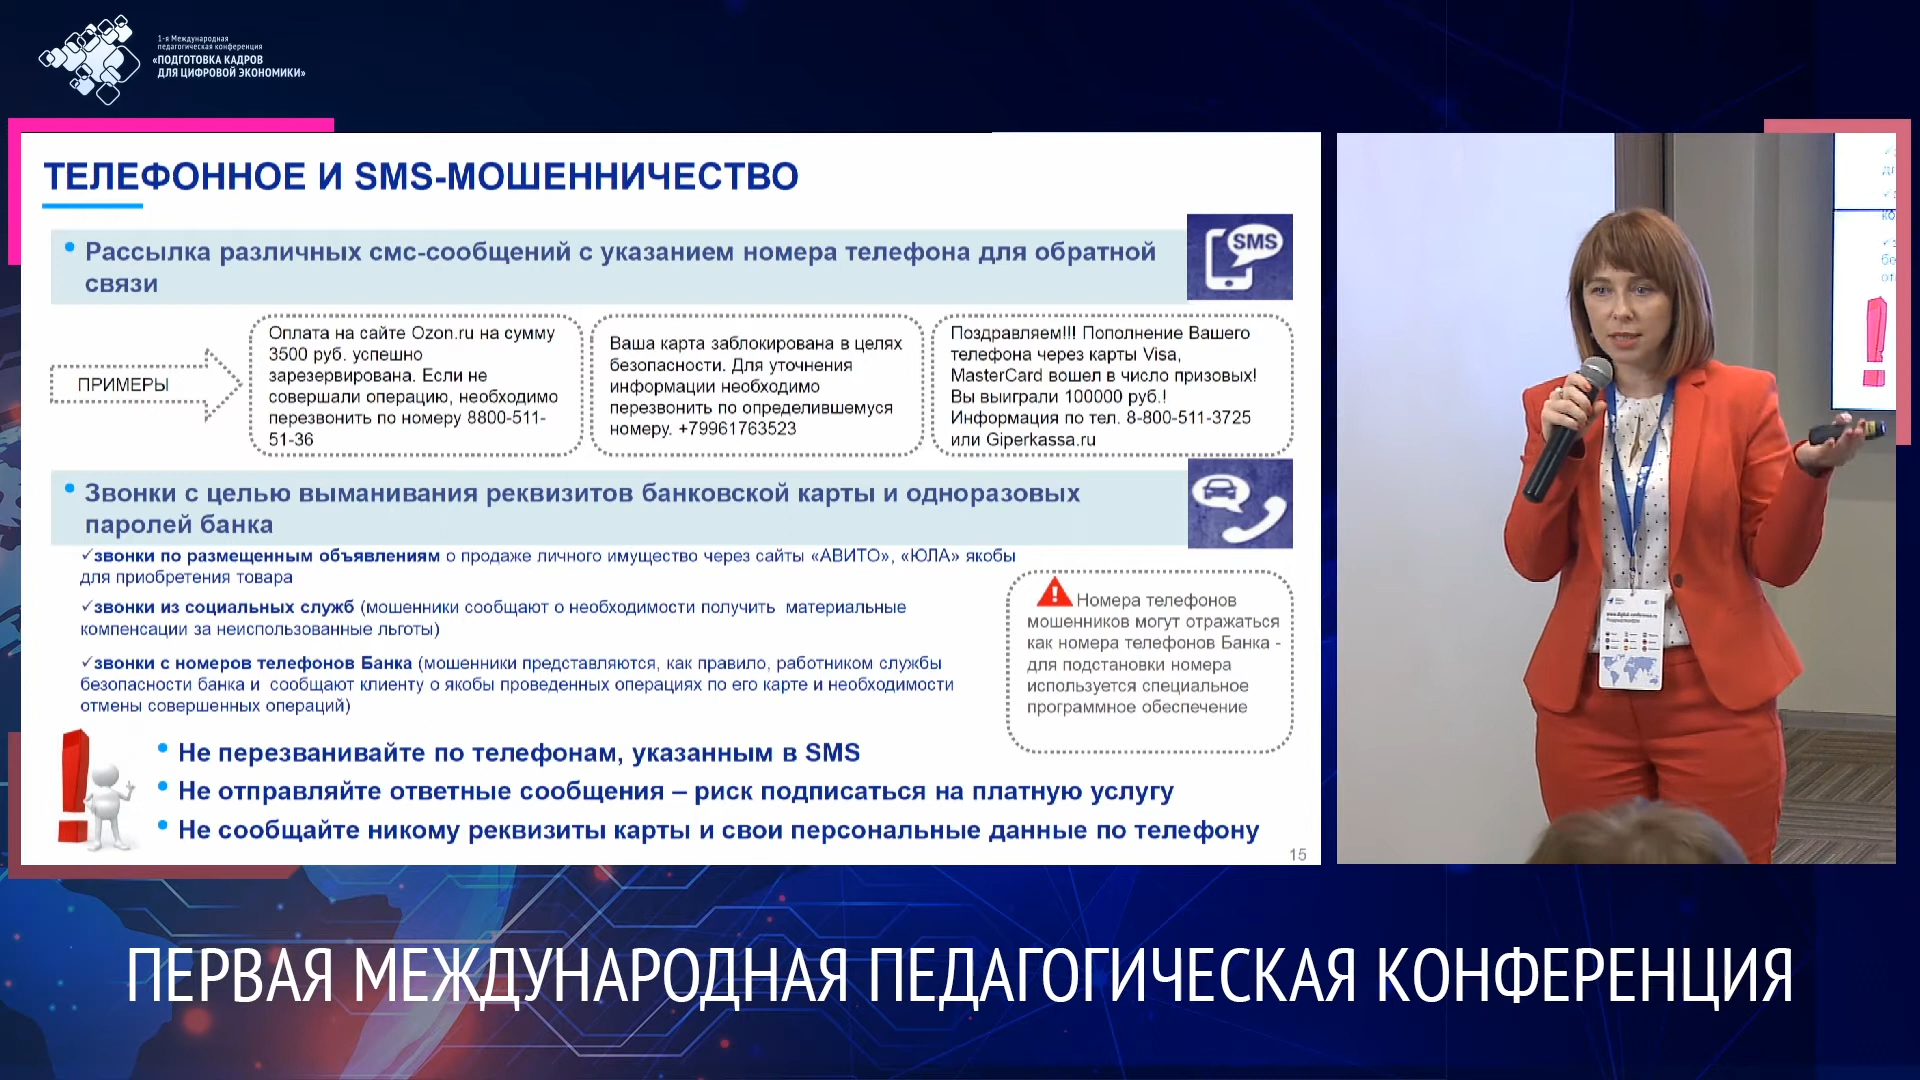 1-я Международная
педагогическая конференция
«ПОДГОТОВКА КАДРОВ
ДЛЯ ЦИФРОВОЙ ЭКОНОМИКИ»
ТЕЛЕФОННОЕ И SMS-МОШЕННИЧЕСТВО
• Рассылка различных смс-сообщений с указанием номера телефона для обратной
связи
SMS
ПРИМЕРЫ
Оплата на сайте Ozon.ru на сумму
3500 руб. успешно
зарезервирована. Если не
совершали операцию, необходимо
перезвонить по номеру 8800-511-
51-36
Ваша карта заблокирована в целях
безопасности. Для уточнения
информации необходимо
перезвонить по определившемуся
номеру. +79961763523
Поздравляем!!! Пополнение Вашего
телефона через карты Visa,
MasterCard вошел в число призовых!
Вы выиграли 100000 руб.!
Информация по тел. 8-800-511-3725
или Giperkassa.ru
• Звонки с целью выманивания реквизитов банковской карты и одноразовых
паролей банка
✓звонки по размещенным объявлениям о продаже личного имущество через сайты «АВИТО», «ЮЛА» якобы
для приобретения товара
✓звонки из социальных служб (мошенники сообщают о необходимости получить материальные
компенсации за неиспользованные льготы)
✓звонки с номеров телефонов Банка (мошенники представляются, как правило, работником службы
безопасности банка и сообщают клиенту о якобы проведенных операциях по его карте и необходимости
отмены совершенных операций)
Номера телефонов
мошенников могут отражаться
как номера телефонов Банка -
для подстановки номера
используется специальное
программное обеспечение
• Не перезванивайте по телефонам, указанным в SMS
• Не отправляйте ответные сообщения – риск подписаться на платную услугу
• Не сообщайте никому реквизиты карты и свои персональные данные по телефону
15
ПЕРВАЯ МЕЖДУНАРОДНАЯ ПЕДАГОГИЧЕСКАЯ КОНФЕРЕНЦИЯ